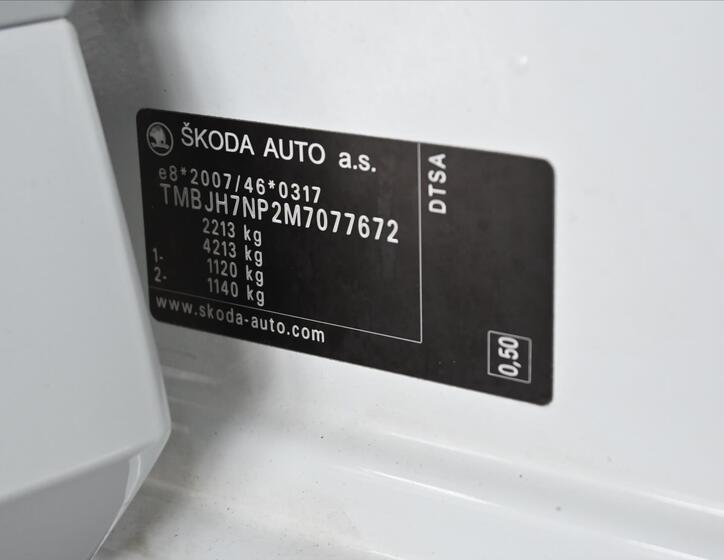 ŠKODA AUTO a.s.
e8*2007/46*0317
TMBJH7NP2M7077672
2213 kg
4213 kg
1- 1120 kg
2- 1140 kg
www.skoda-auto.com
DTSA
0,50